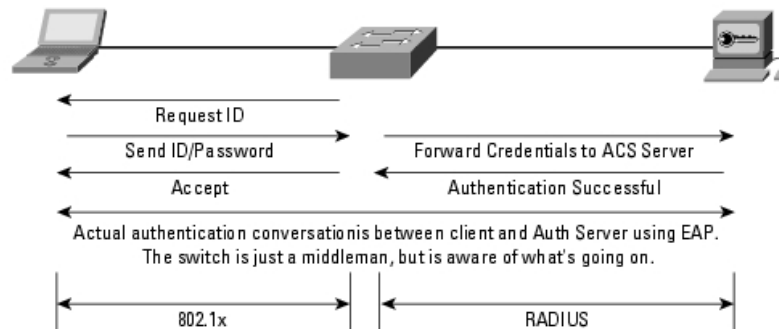 Request ID
Send ID/Password
Forward Credentials to ACS Server
Accept
Authentication Successful
Actual authentication conversationis between client and Auth Server using EAP.
The switch is just a middleman, but is aware of what's going on.
802.1x
RADIUS